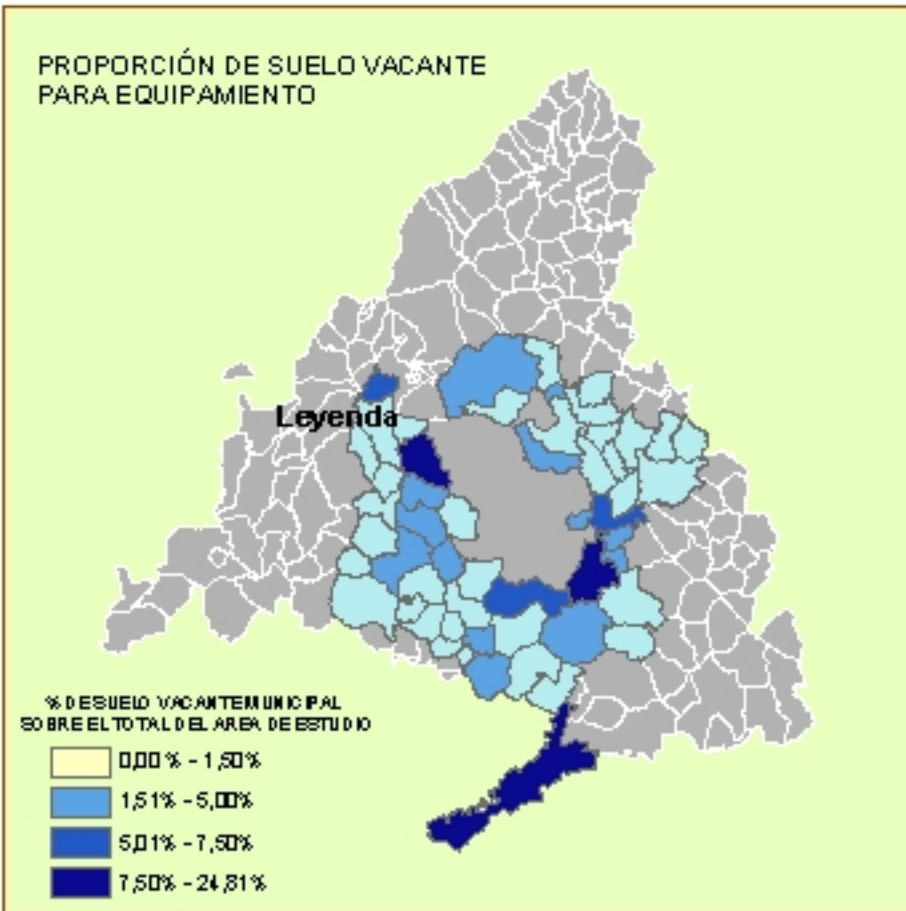 PROPORCIÓN DE SUELO VACANTE
PARA EQUIPAMIENTO
Leyenda
% DE SUELO VACANTE MUNICIPAL
SOBRE EL TOTAL DEL AREA DE ESTUDIO
0,00% - 1,50%
1,51% - 5,00%
5,01% - 7,50%
7,50% - 24,81%